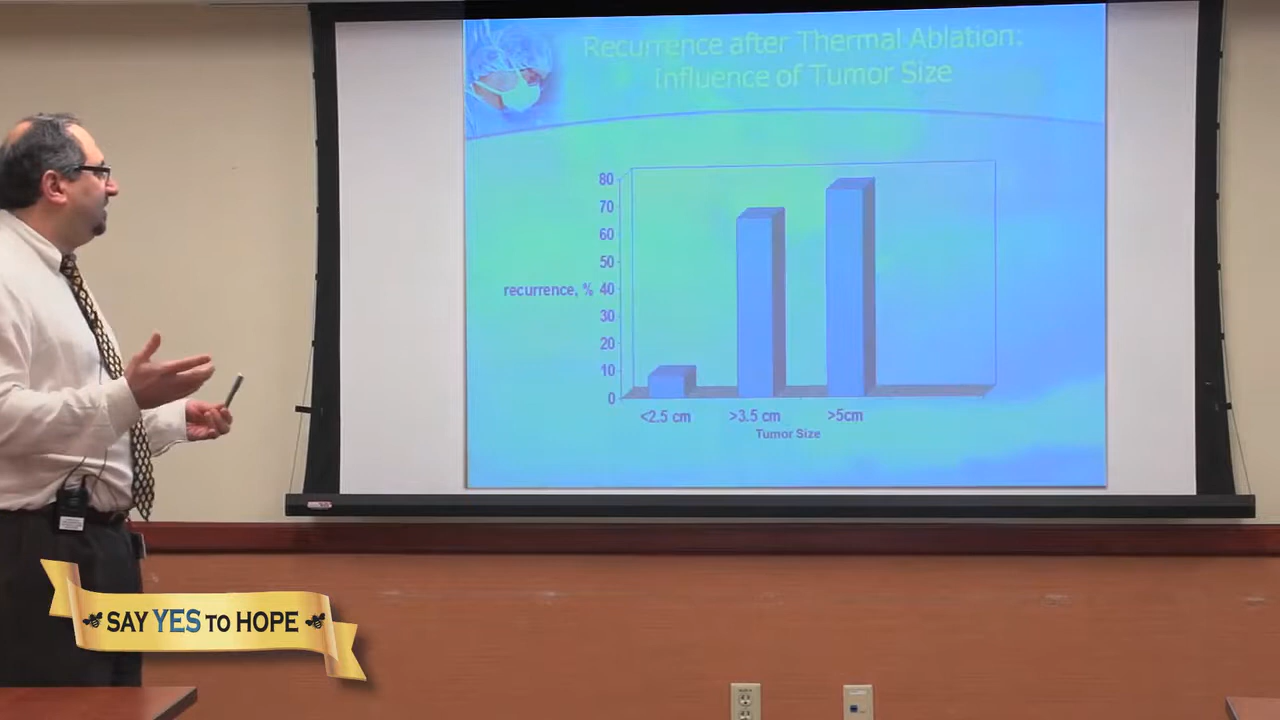 Recurrence after Thermal Ablation:
Influence of Tumor Size
80
70
60
50
recurrence, % 40
30
20
10
0
<2.5 cm >3.5 cm >5cm
Tumor Size
SAY YES TO HOPE